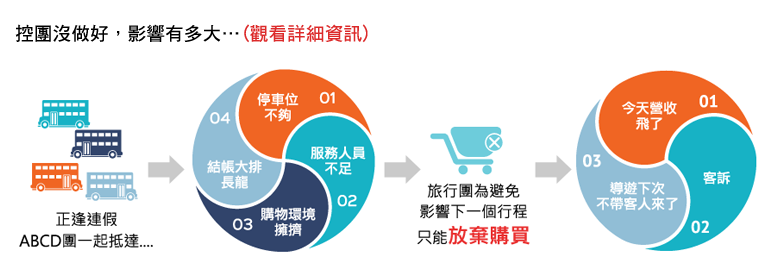 控團沒做好，影響有多大…(觀看詳細資訊)
正逢連假
ABCD團一起抵達....
停車位
不夠
01
服務人員
不足
02
購物環境
擁擠
03
結帳大排
長龍
04
旅行團為避免
影響下一個行程
只能放棄購買
今天營收
飛了
01
客訴
02
導遊下次
不帶客人來了
03